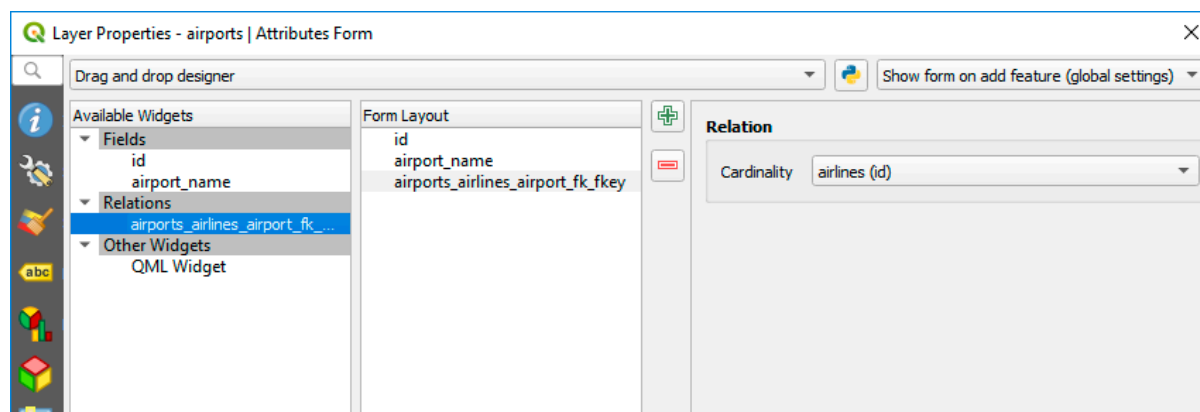 Layer Properties - airports | Attributes Form
Drag and drop designer
Show form on add feature (global settings)
Available Widgets
Fields
id
airport_name
Relations
airports_airlines_airport_fk_...
Other Widgets
QML Widget
Form Layout
id
airport_name
airports_airlines_airport_fk_fkey
Relation
Cardinality airlines (id)
abc